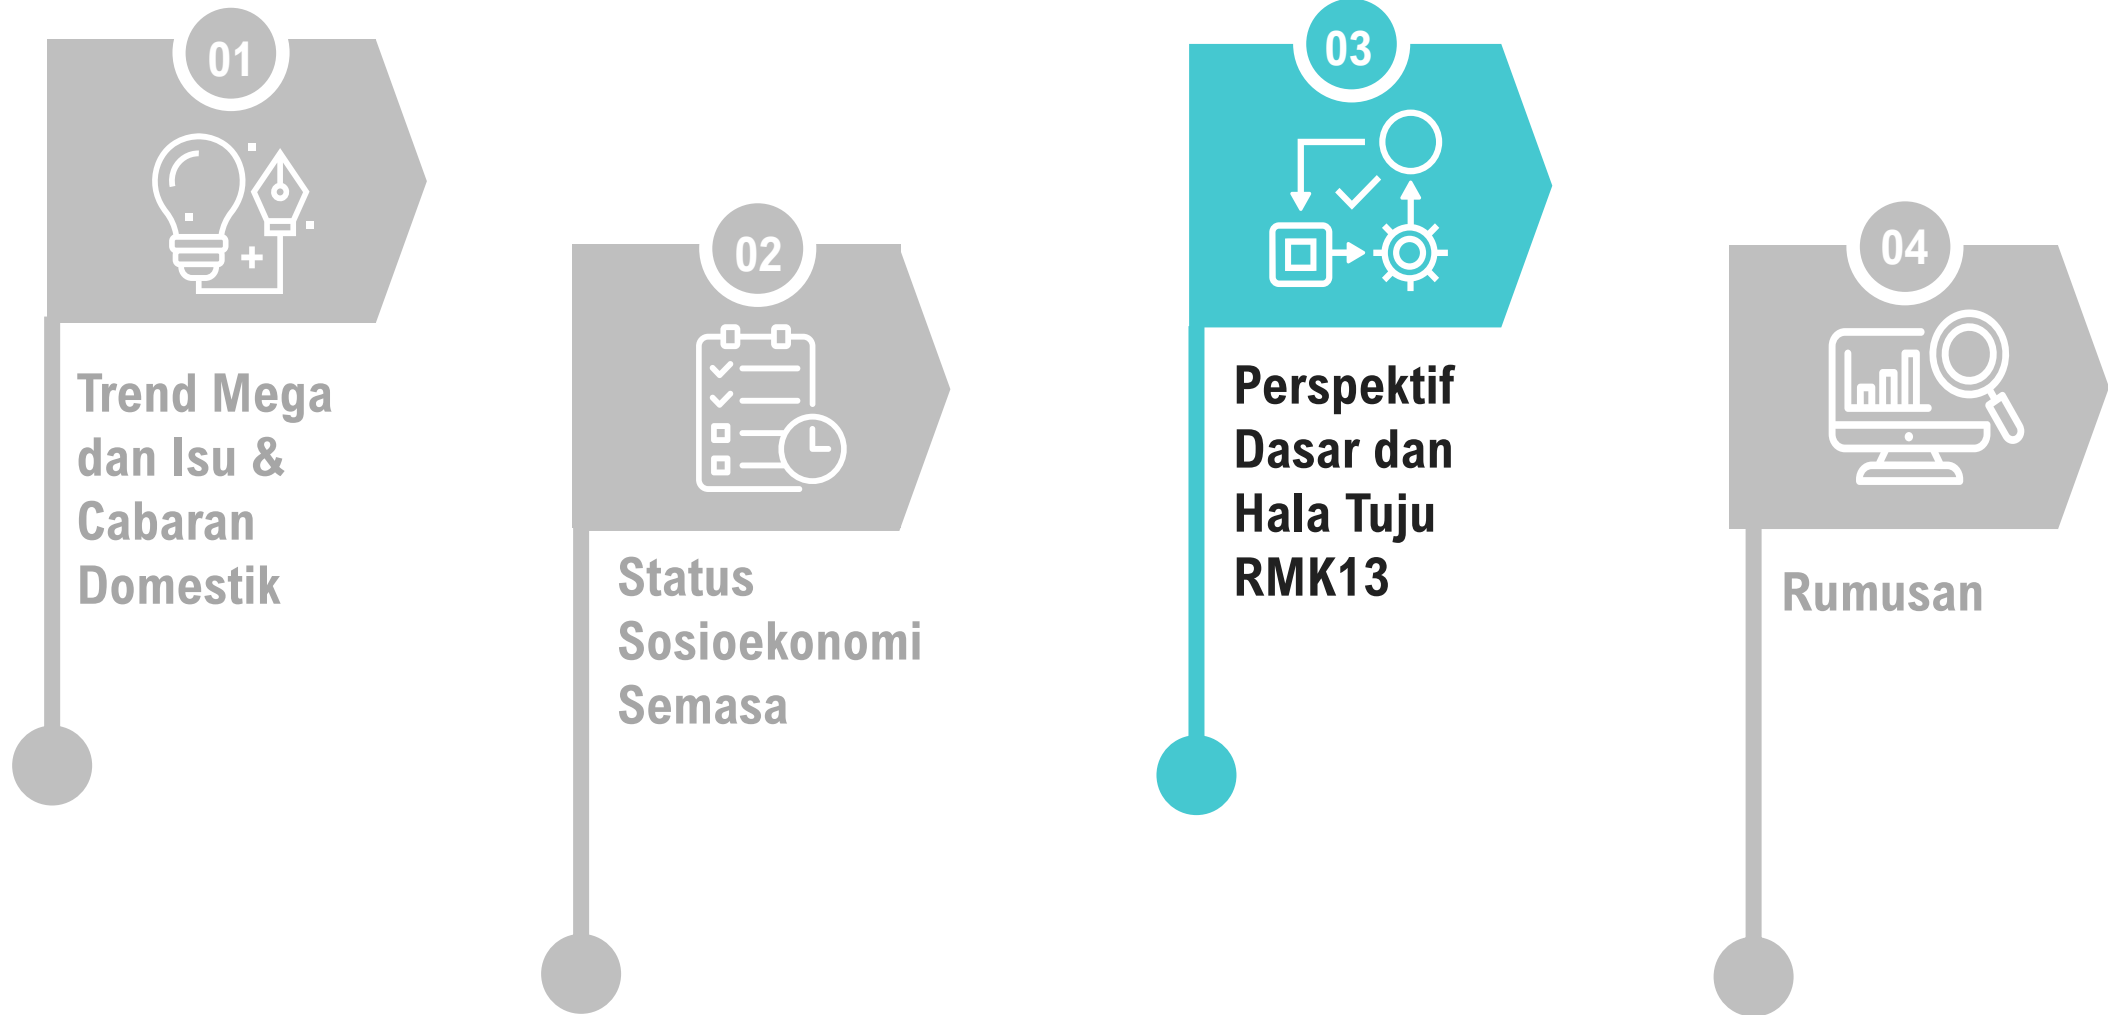 01
Trend Mega
dan Isu &
Cabaran
Domestik
02
Status
Sosioekonomi
Semasa
03
Perspektif
Dasar dan
Hala Tuju
RMK13
04
Rumusan